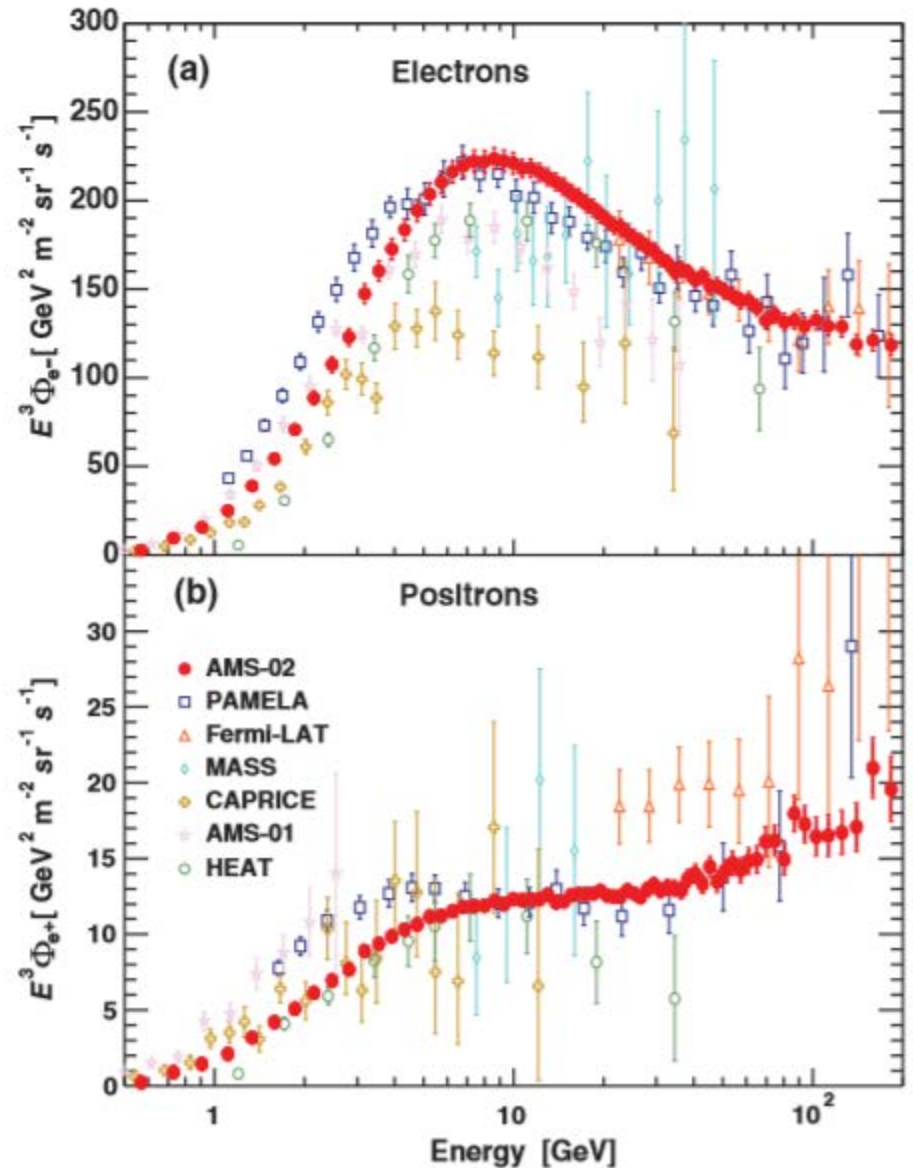 300
(a) Electrons
250
200
150
100
50
0
E³Φe-[ GeV² m⁻² sr⁻¹ s⁻¹ ]
(b) Positrons
30
25
20
15
10
5
0
E³Φe+[ GeV² m⁻² sr⁻¹ s⁻¹ ]
AMS-02
PAMELA
Fermi-LAT
MASS
CAPRICE
AMS-01
HEAT
1 10 10²
Energy [GeV]